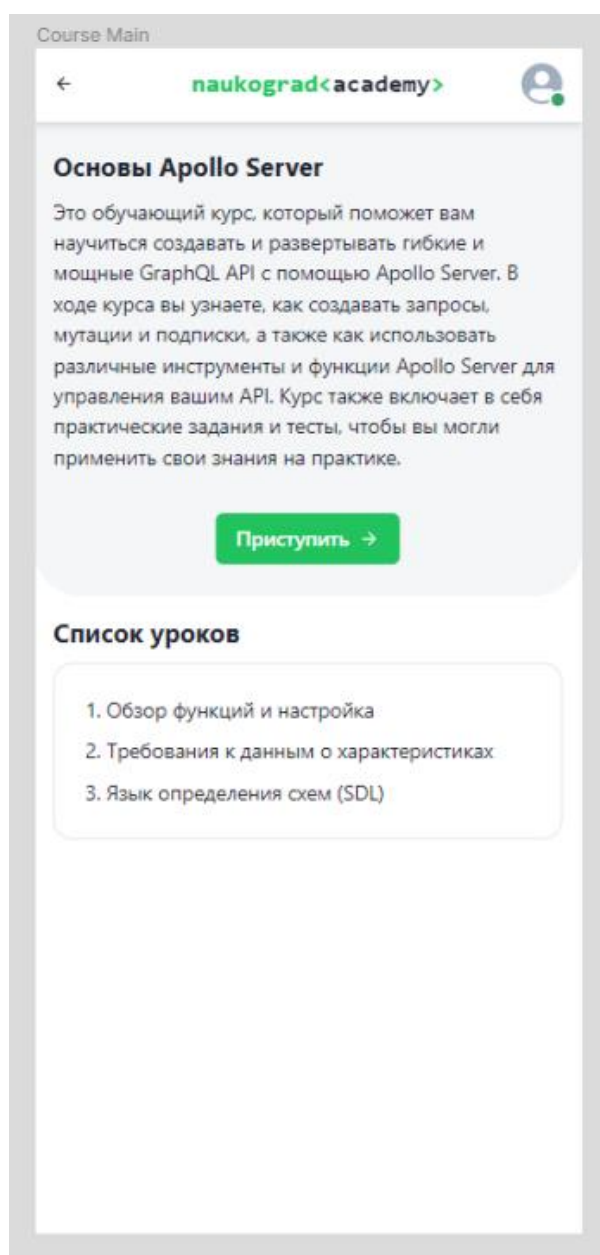 Course Main
← naukograd<academy>
Основы Apollo Server
Это обучающий курс, который поможет вам
научиться создавать и развертывать гибкие и
мощные GraphQL API с помощью Apollo Server. В
ходе курса вы узнаете, как создавать запросы,
мутации и подписки, а также как использовать
различные инструменты и функции Apollo Server для
управления вашим API. Курс также включает в себя
практические задания и тесты, чтобы вы могли
применить свои знания на практике.
Приступить →
Список уроков
1. Обзор функций и настройка
2. Требования к данным о характеристиках
3. Язык определения схем (SDL)